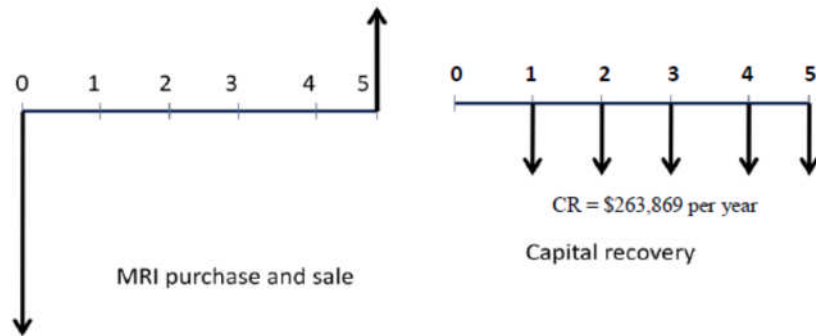 0 1 2 3 4 5
MRI purchase and sale
0 1 2 3 4 5
CR = $263,869 per year
Capital recovery